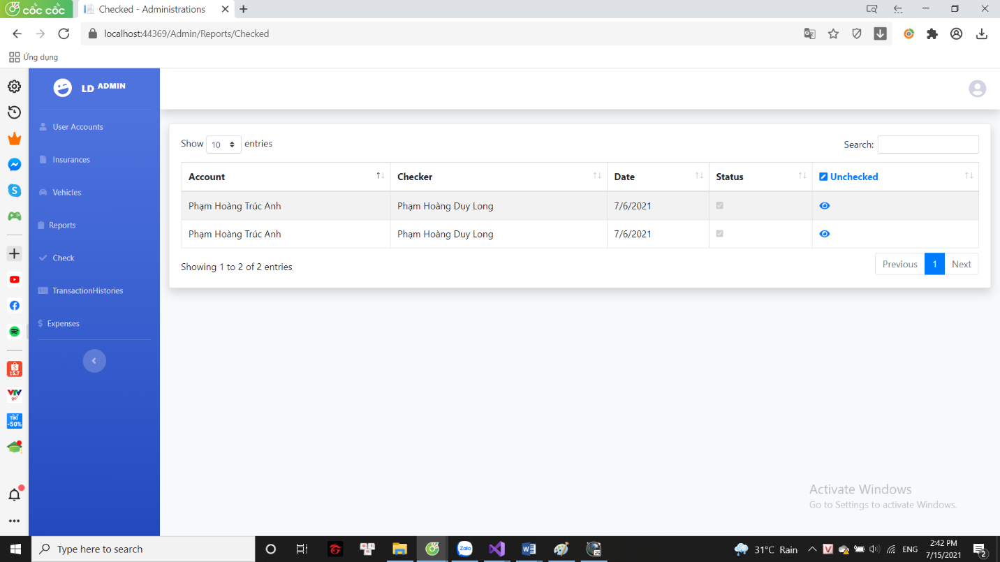 cốc cốc
Checked - Administrations
localhost:44369/Admin/Reports/Checked
Ứng dụng
LD ADMIN
User Accounts
Insurances
Vehicles
Reports
Check
TransactionHistories
Expenses
Show 10 entries
Search:
Account Checker Date Status Unchecked
Phạm Hoàng Trúc Anh Phạm Hoàng Duy Long 7/6/2021
Phạm Hoàng Trúc Anh Phạm Hoàng Duy Long 7/6/2021
Showing 1 to 2 of 2 entries
Previous 1 Next
15.7
VTV
go
TIKI
-50%
Activate Windows
Go to Settings to activate Windows.
Type here to search
Zalo
31°C Rain
ENG
2:42 PM
7/15/2021
2